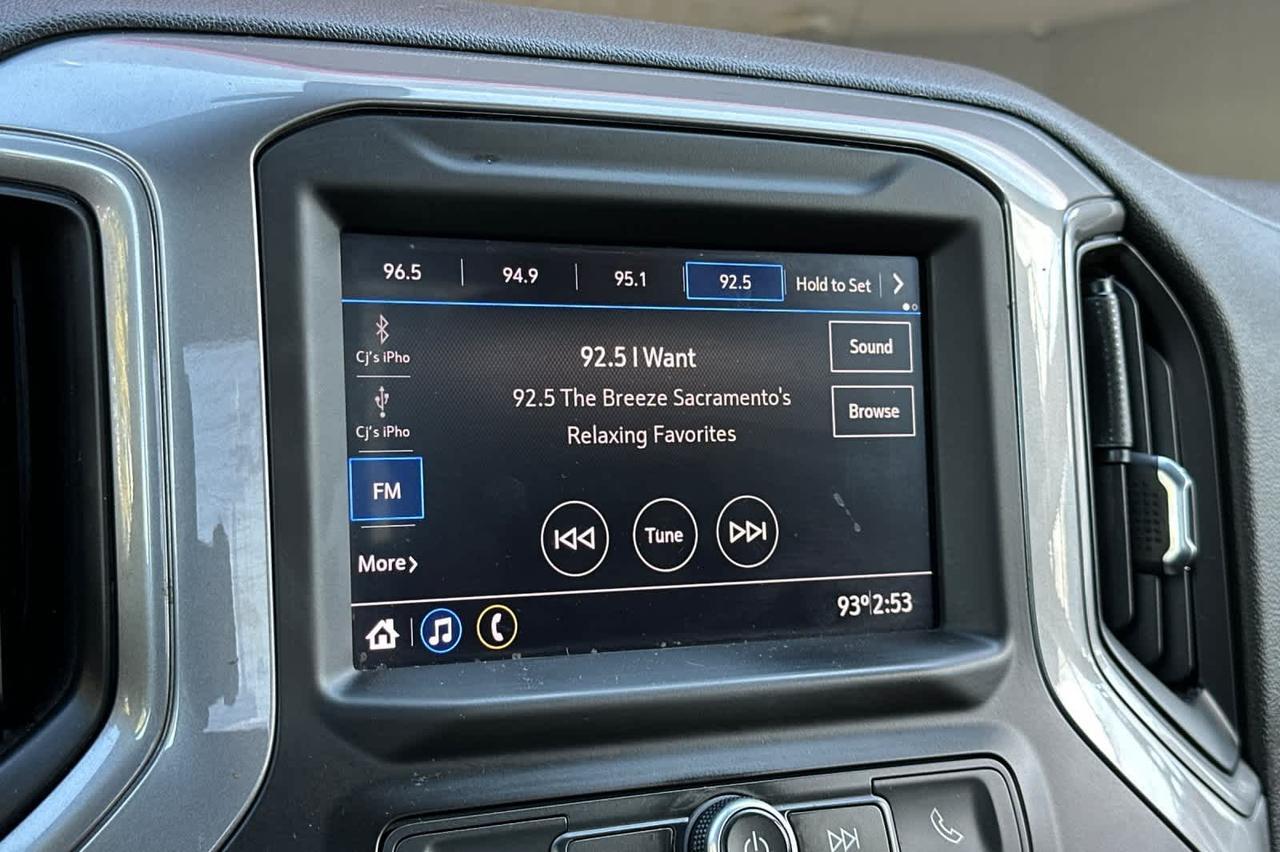 96.5
94.9
95.1
92.5
Hold to Set
Cj's iPho
Cj's iPho
FM
More
92.5 I Want
92.5 The Breeze Sacramento's
Relaxing Favorites
Sound
Browse
Tune
93° 2:53